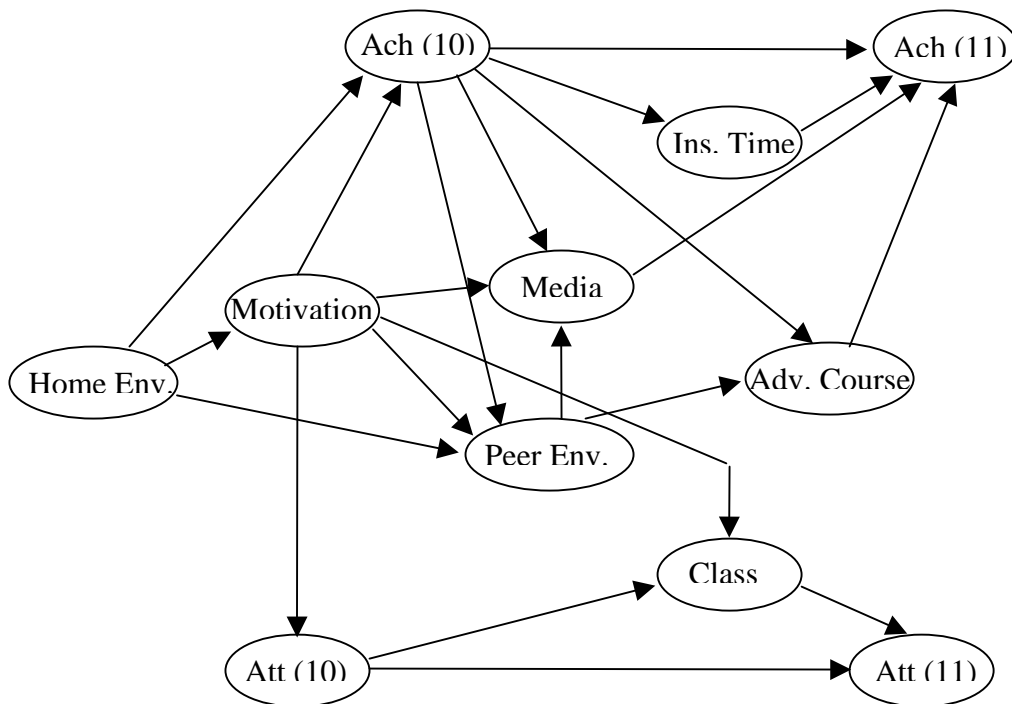 Ach (10)
Ach (11)
Ins. Time
Media
Motivation
Home Env.
Adv. Course
Peer Env.
Class
Att (10)
Att (11)